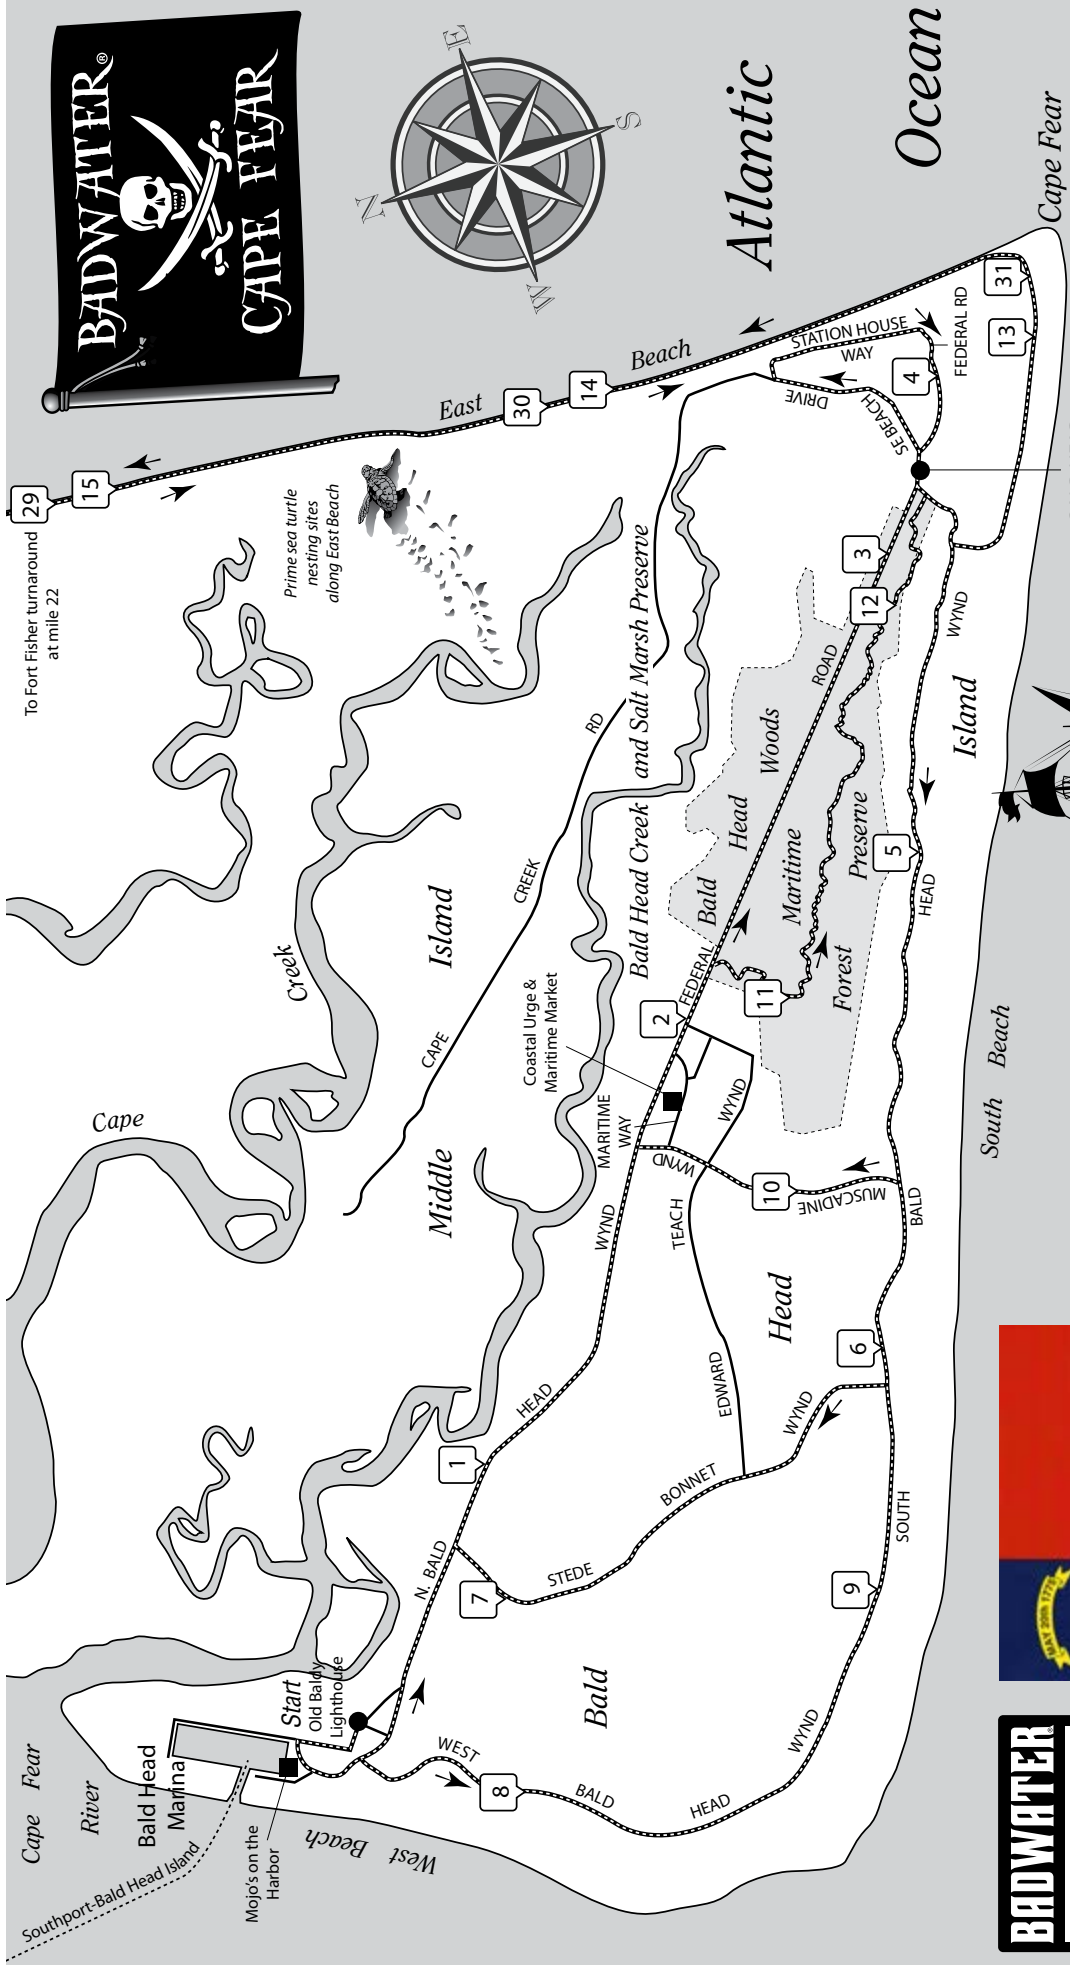 BADWATER®
CAPE FEAR
N
E
S
W
Atlantic
Ocean
Cape Fear
East Beach
To Fort Fisher turnaround
at mile 22
29
15
30
14
31
13
Prime sea turtle
nesting sites
along East Beach
STATION HOUSE
WAY
FEDERAL RD
4
SE BEACH
DRIVE
3
12
Cape
Creek
Middle
Island
CAPE
CREEK
RD
Bald Head Creek and Salt Marsh Preserve
Coastal Urge &
Maritime Market
MARITIME
WAY
2
FEDERAL
ROAD
Bald
Head
Woods
Maritime
Forest
Preserve
11
WYND
5
HEAD
BALD
SOUTH
South Beach
MUSCADINE
WYND
10
EDWARD
TEACH
WYND
6
STEDE
BONNET
WYND
7
1
N. BALD
HEAD
WYND
Bald
Head
Island
9
8
WEST
BALD
HEAD
WYND
Start
Old Baldy
Lighthouse
Bald Head
Marina
Mojo's on the
Harbor
Cape Fear
River
Southport-Bald Head Island
West Beach
MAY 20th 1775
BADWATER®